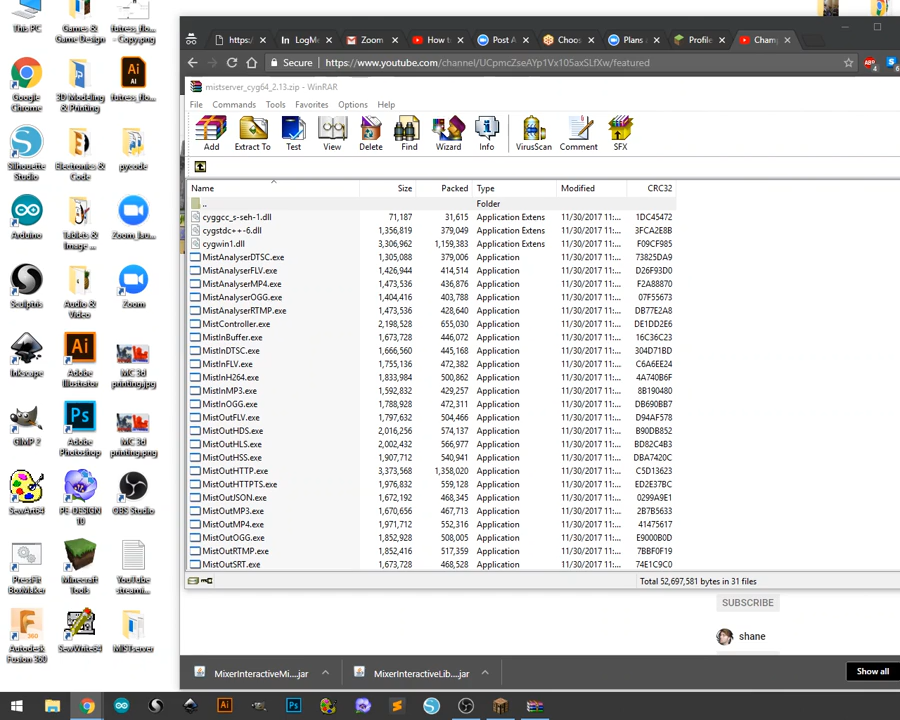 This PC
Games &
Game Design
futress_flo...
- Copy.png
Google
Chrome
3D Modeling
& Printing
futress_flo...
Silhouette
Studio
Electronics &
Code
pycode
Arduino
Tablets &
Image ...
Zoom_lau...
Sculptris
Audio &
Video
Zoom
Inkscape
Adobe
Illustrator
MC 3d
printing.jpg
GIMP 2
Adobe
Photoshop
MC 3d
printing.png
SewArt64
PE-DESIGN
10
OBS Studio
PressFit
BoxMaker
Minecraft
Tools
YouTube
streami...
Autodesk
Fusion 360
SewWrite64
MISTserver
https:/
LogMe
Zoom
How to
Post A
Choos
Plans
Profile
Cham
Secure
https://www.youtube.com/channel/UCpmcZseAYp1Vx105axSLfXw/featured
mistserver_cyg64_2.13.zip - WinRAR
File Commands Tools Favorites Options Help
Add Extract To Test View Delete Find Wizard Info VirusScan Comment SFX
Name Size Packed Type Modified CRC32
.. Folder
cyggcc_s-seh-1.dll 71,187 31,615 Application Extens 11/30/2017 11:... 1DC45472
cygstdc++-6.dll 1,356,819 379,049 Application Extens 11/30/2017 11:... 3FCA2E8B
cygwin1.dll 3,306,962 1,159,383 Application Extens 11/30/2017 11:... F09CF985
MistAnalyserDTSC.exe 1,305,088 379,006 Application 11/30/2017 11:... 73825DA9
MistAnalyserFLV.exe 1,426,944 414,514 Application 11/30/2017 11:... D26F93D0
MistAnalyserMP4.exe 1,473,536 436,876 Application 11/30/2017 11:... F2A88870
MistAnalyserOGG.exe 1,404,416 403,788 Application 11/30/2017 11:... 07F55673
MistAnalyserRTMP.exe 1,473,536 428,640 Application 11/30/2017 11:... DB77E2A8
MistController.exe 2,198,528 655,030 Application 11/30/2017 11:... DE1DD2E6
MistInBuffer.exe 1,673,728 446,072 Application 11/30/2017 11:... 16C36C23
MistInDTSC.exe 1,666,560 445,168 Application 11/30/2017 11:... 304D71BD
MistInFLV.exe 1,755,136 472,382 Application 11/30/2017 11:... C6A6EE24
MistInH264.exe 1,833,984 500,862 Application 11/30/2017 11:... 4A740B6F
MistInMP3.exe 1,592,832 429,257 Application 11/30/2017 11:... 8B190480
MistInOGG.exe 1,788,928 472,311 Application 11/30/2017 11:... DB690BB7
MistOutFLV.exe 1,797,632 504,466 Application 11/30/2017 11:... D94AF578
MistOutHDS.exe 2,016,256 574,137 Application 11/30/2017 11:... B90DB852
MistOutHLS.exe 2,002,432 566,977 Application 11/30/2017 11:... BD82C4B3
MistOutHSS.exe 1,907,712 540,941 Application 11/30/2017 11:... DBA7420C
MistOutHTTP.exe 3,373,568 1,358,020 Application 11/30/2017 11:... C5D13623
MistOutHTTPTS.exe 1,976,832 559,128 Application 11/30/2017 11:... ED2E37BC
MistOutJSON.exe 1,672,192 468,345 Application 11/30/2017 11:... 0299A9E1
MistOutMP3.exe 1,670,656 467,713 Application 11/30/2017 11:... 2B7B5633
MistOutMP4.exe 1,971,712 552,316 Application 11/30/2017 11:... 41475617
MistOutOGG.exe 1,852,928 508,005 Application 11/30/2017 11:... E9000B0D
MistOutRTMP.exe 1,852,416 517,359 Application 11/30/2017 11:... 7BBF0F19
MistOutSRT.exe 1,673,728 468,528 Application 11/30/2017 11:... 74E1C9C0
Total 52,697,581 bytes in 31 files
SUBSCRIBE
shane
MixerInteractiveMi....jar
MixerInteractiveLib....jar
Show all